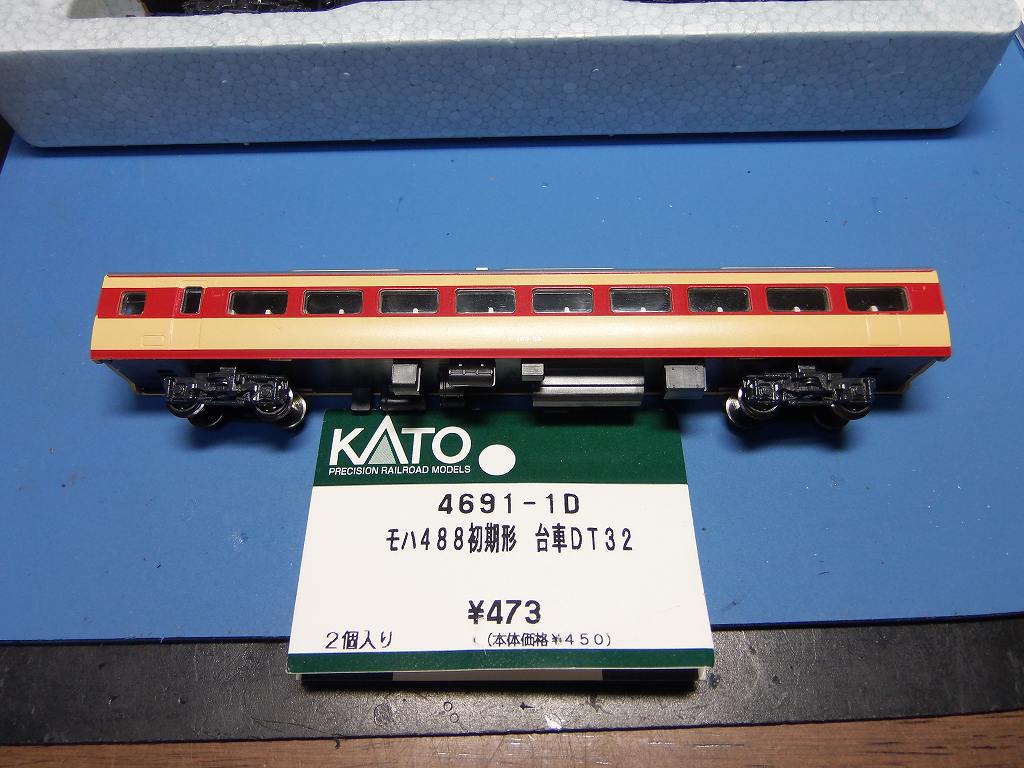 KATO
PRECISION RAILROAD MODELS
4691-1D
モハ488初期形 台車DT32
¥473
2個入り (本体価格¥450)